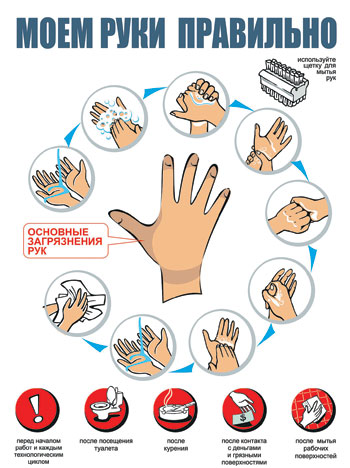 МОЕМ РУКИ ПРАВИЛЬНО
используйте
щетку для
мытья
рук
ОСНОВНЫЕ
ЗАГРЯЗНЕНИЯ
РУК
перед началом
работ и каждым
технологическим
циклом
после посещения
туалета
после
курения
после контакта
с деньгами
и грязными
поверхностями
после мытья
рабочих
поверхностей